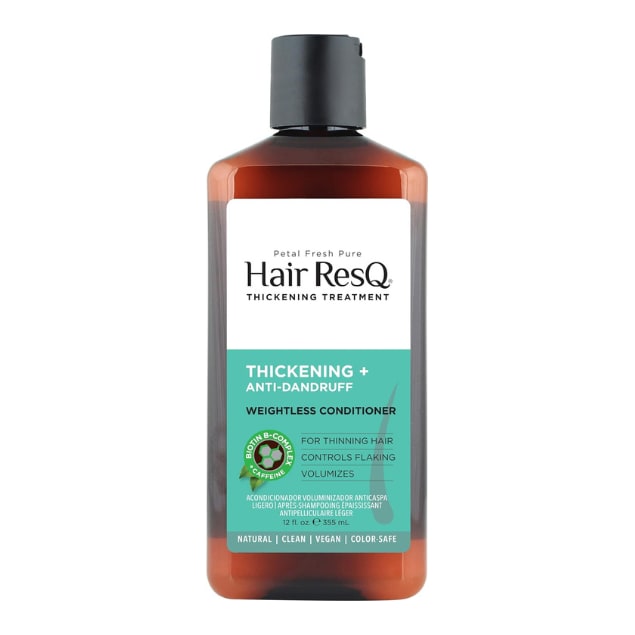 Petal Fresh Pure
Hair ResQ®
THICKENING TREATMENT
THICKENING +
ANTI-DANDRUFF
WEIGHTLESS CONDITIONER
BIOTIN B-COMPLEX
+ CAFFEINE
FOR THINNING HAIR
CONTROLS FLAKING
VOLUMIZES
ACONDICIONADOR VOLUMINIZADOR ANTICASPA
LIGERO | APRÈS-SHAMPOOING ÉPAISSISSANT
ANTIPELLICULAIRE LÉGER
12 fl. oz. ℮ 355 mL
NATURAL | CLEAN | VEGAN | COLOR-SAFE